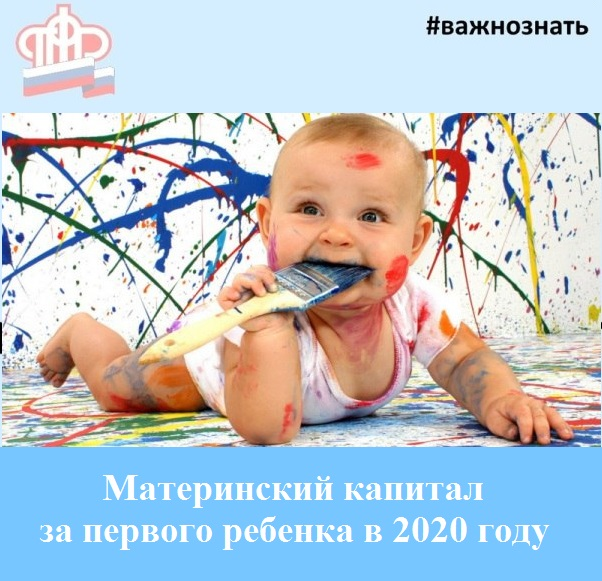 #важнознать
Материнский капитал
за первого ребенка в 2020 году